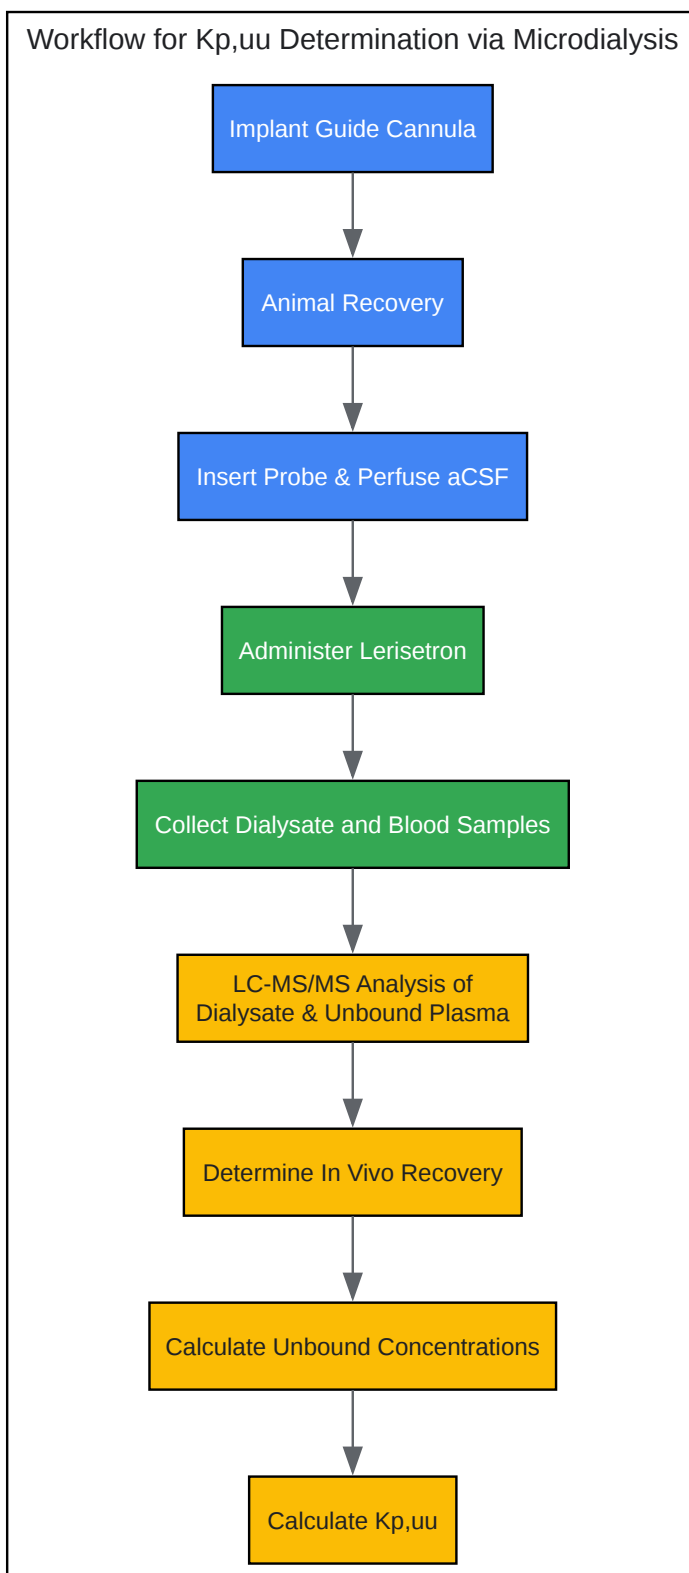 Workflow for Kp,uu Determination via Microdialysis
Implant Guide Cannula
Animal Recovery
Insert Probe & Perfuse aCSF
Administer Lerisetron
Collect Dialysate and Blood Samples
LC-MS/MS Analysis of
Dialysate & Unbound Plasma
Determine In Vivo Recovery
Calculate Unbound Concentrations
Calculate Kp,uu